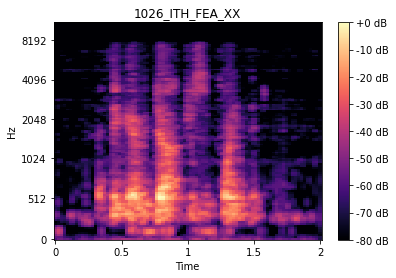 1026_ITH_FEA_XX
+0 dB
8192
-10 dB
4096
-20 dB
-30 dB
2048
Hz
-40 dB
1024
-50 dB
512
-60 dB
-70 dB
0
-80 dB
0 0.5 1 1.5 2
Time